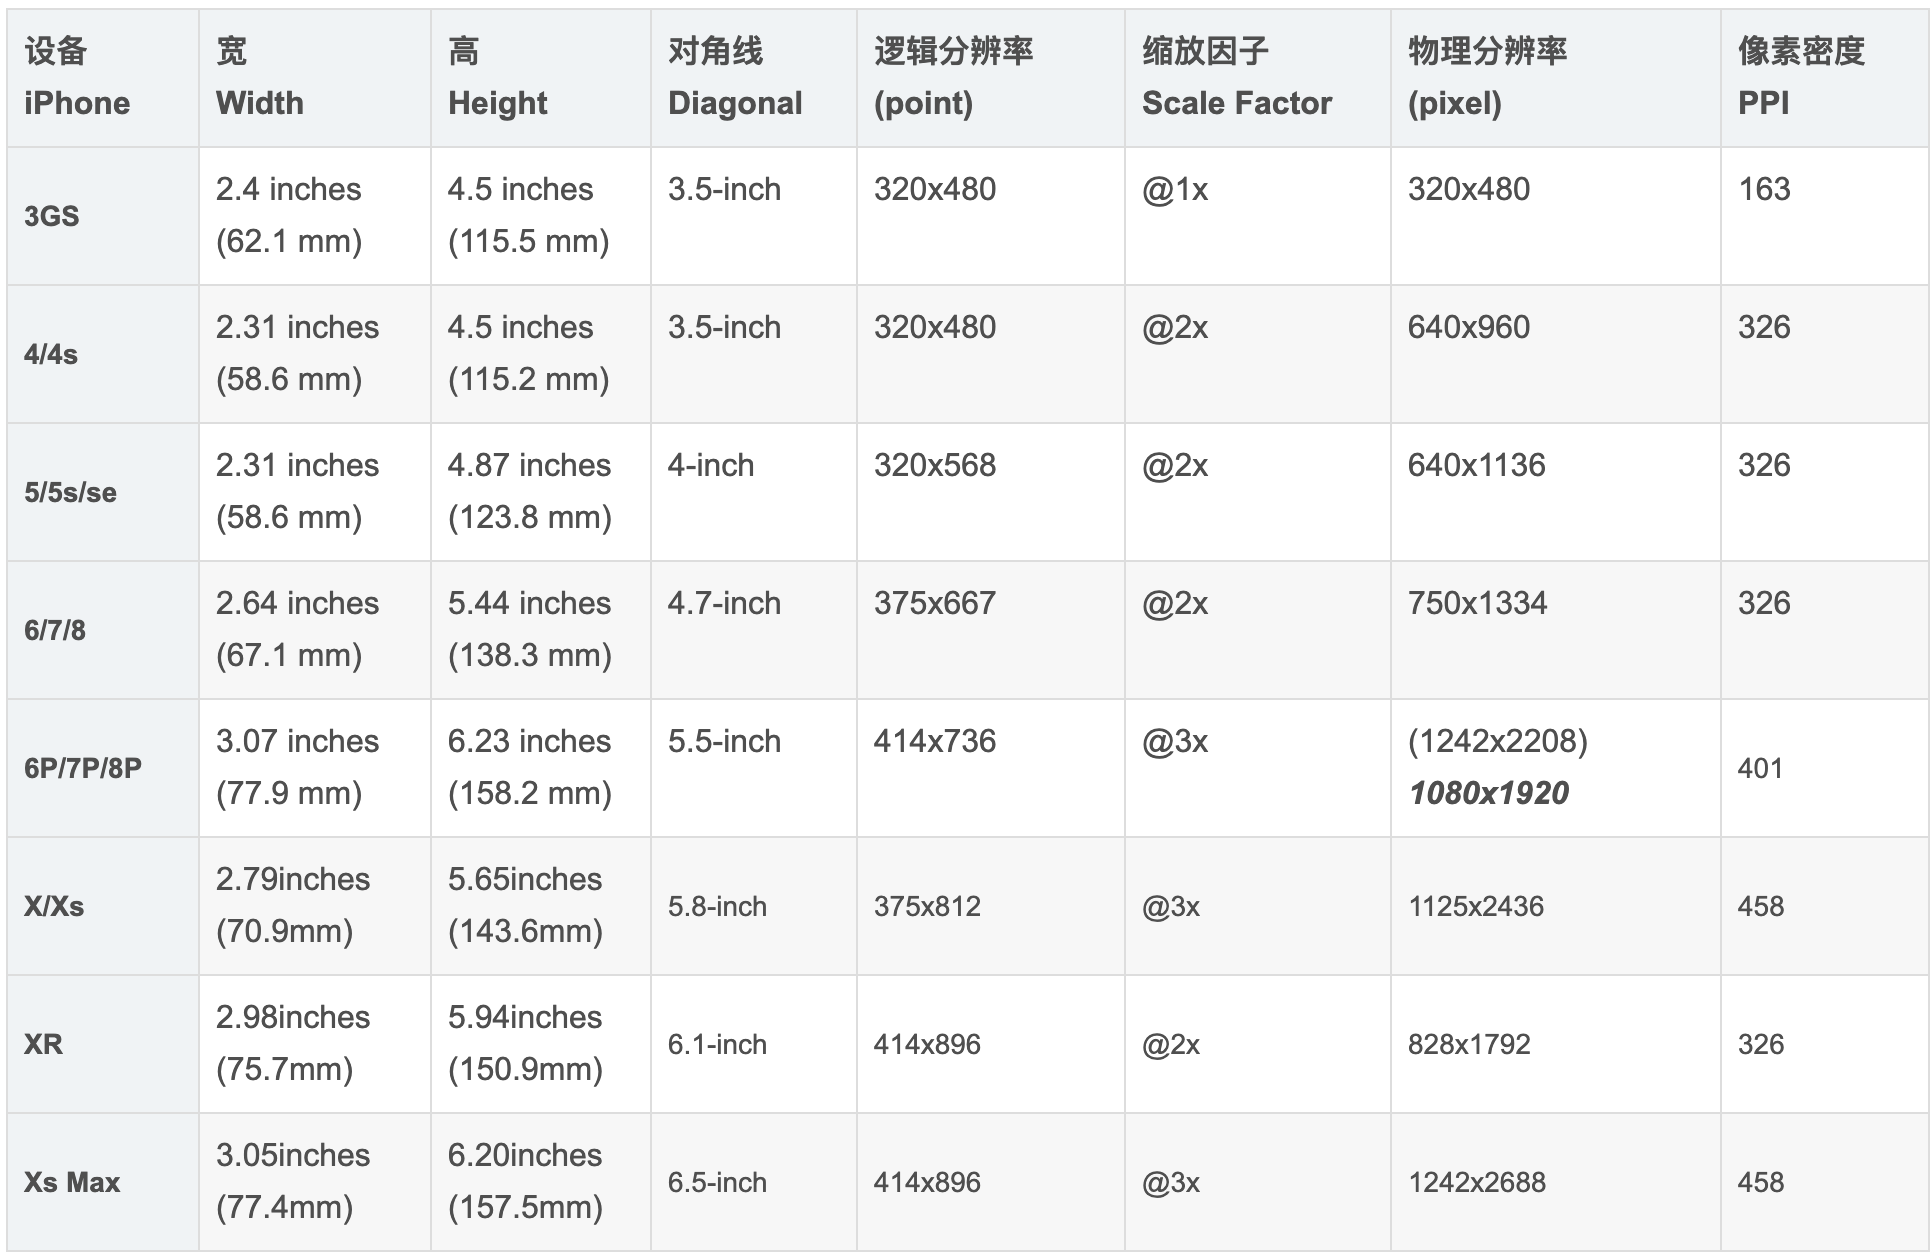 设备 宽 高 对角线 逻辑分辨率 缩放因子 物理分辨率 像素密度
iPhone Width Height Diagonal (point) Scale Factor (pixel) PPI
3GS
2.4 inches 4.5 inches 3.5-inch 320x480 @1x 320x480 163
(62.1 mm) (115.5 mm)
4/4s
2.31 inches 4.5 inches 3.5-inch 320x480 @2x 640x960 326
(58.6 mm) (115.2 mm)
5/5s/se
2.31 inches 4.87 inches 4-inch 320x568 @2x 640x1136 326
(58.6 mm) (123.8 mm)
6/7/8
2.64 inches 5.44 inches 4.7-inch 375x667 @2x 750x1334 326
(67.1 mm) (138.3 mm)
6P/7P/8P
3.07 inches 6.23 inches 5.5-inch 414x736 @3x (1242x2208)
(77.9 mm) (158.2 mm) 1080x1920
401
X/Xs
2.79inches 5.65inches
(70.9mm) (143.6mm)
5.8-inch 375x812 @3x 1125x2436 458
XR
2.98inches 5.94inches
(75.7mm) (150.9mm)
6.1-inch 414x896 @2x 828x1792 326
Xs Max
3.05inches 6.20inches
(77.4mm) (157.5mm)
6.5-inch 414x896 @3x 1242x2688 458